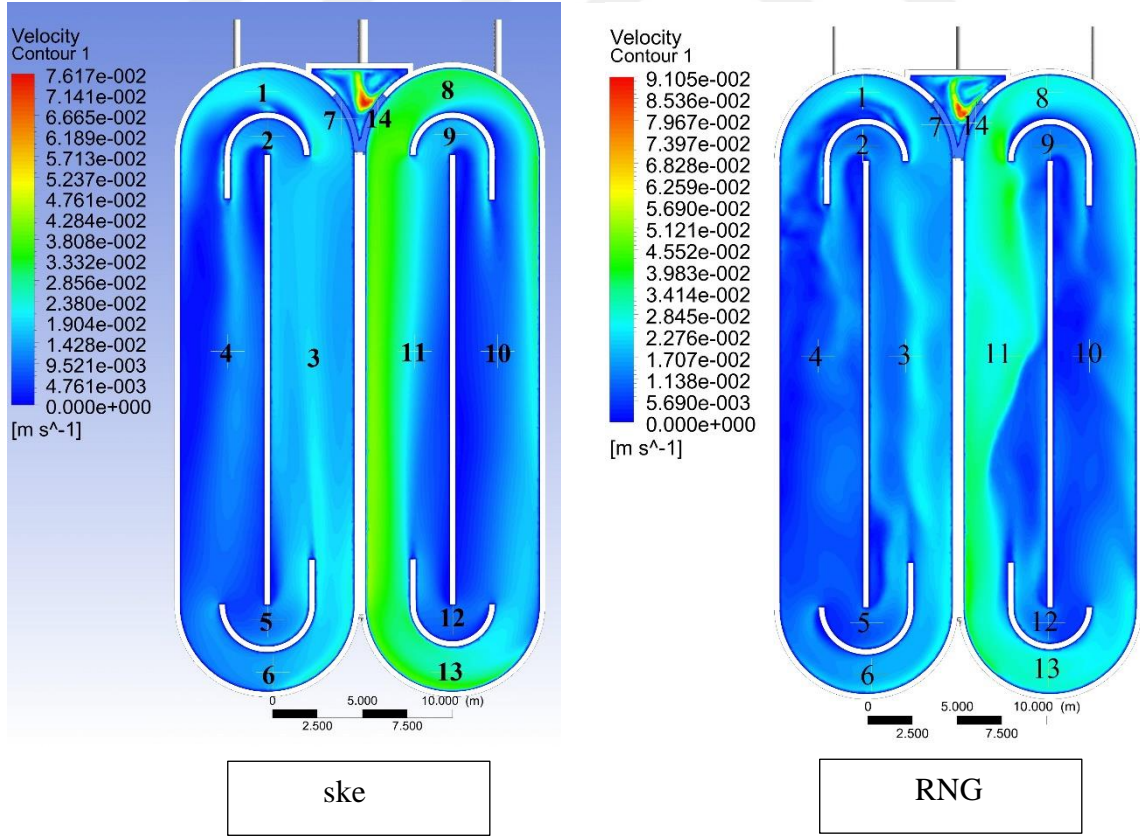 Velocity
Contour 1
7.617e-002
7.141e-002
6.665e-002
6.189e-002
5.713e-002
5.237e-002
4.761e-002
4.284e-002
3.808e-002
3.332e-002
2.856e-002
2.380e-002
1.904e-002
1.428e-002
9.521e-003
4.761e-003
0.000e+000
[m s^-1]
1
8
7
14
2
9
4
3
11
10
5
12
6
13
0 5.000 10.000 (m)
2.500 7.500
ske
Velocity
Contour 1
9.105e-002
8.536e-002
7.967e-002
7.397e-002
6.828e-002
6.259e-002
5.690e-002
5.121e-002
4.552e-002
3.983e-002
3.414e-002
2.845e-002
2.276e-002
1.707e-002
1.138e-002
5.690e-003
0.000e+000
[m s^-1]
1
8
7
14
2
9
4
3
11
10
5
12
6
13
0 5.000 10.000 (m)
2.500 7.500
RNG